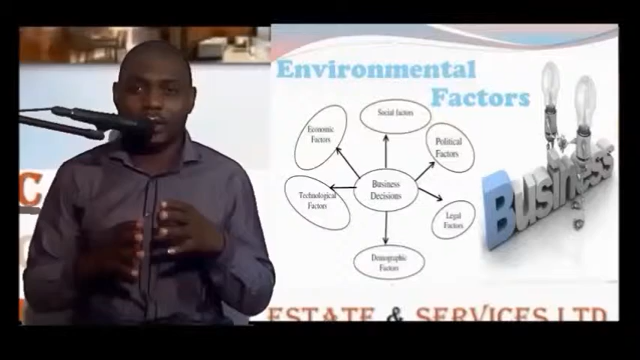 Environmental
Factors
Social factors
Economic
Factors
Political
Factors
Business
Decisions
Technological
Factors
Legal
Factors
Demographic
Factors
Business
C
ESTATE & SERVICES LTD